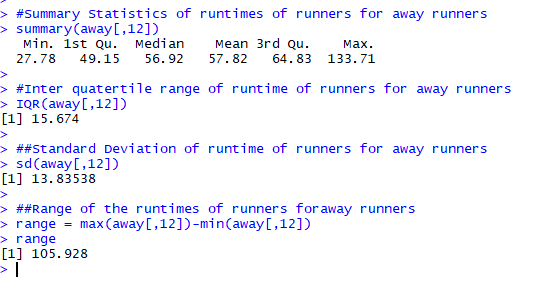 >
> #Summary Statistics of runtimes of runners for away runners
> summary(away[,12])
Min. 1st Qu. Median Mean 3rd Qu. Max.
27.78 49.15 56.92 57.82 64.83 133.71
>
> #Inter quatertile range of runtime of runners for away runners
> IQR(away[,12])
[1] 15.674
>
> ##Standard Deviation of runtime of runners for away runners
> sd(away[,12])
[1] 13.83538
>
> ##Range of the runtimes of runners foraway runners
> range = max(away[,12])-min(away[,12])
> range
[1] 105.928
>